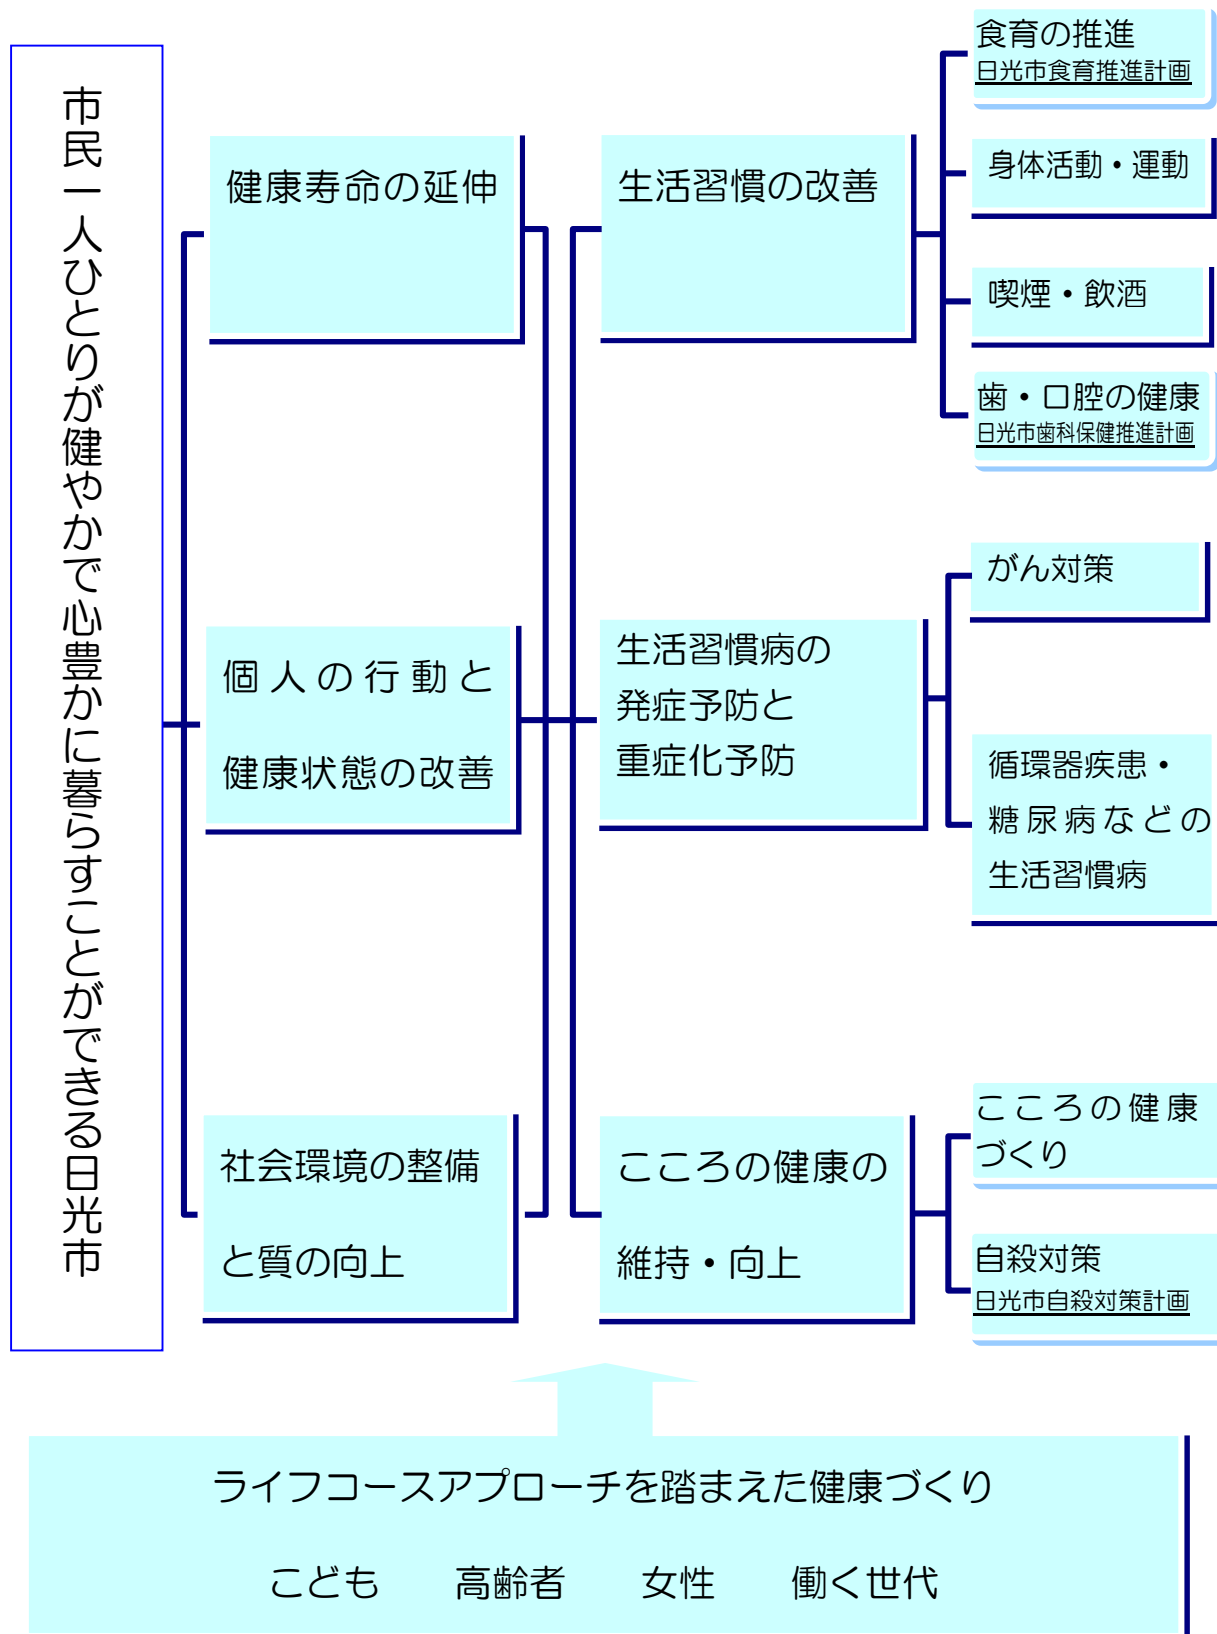 市民一人ひとりが健やかで心豊かに暮らすことができる日光市
健康寿命の延伸
個人の行動と
健康状態の改善
社会環境の整備
と質の向上
生活習慣の改善
生活習慣病の
発症予防と
重症化予防
こころの健康の
維持・向上
食育の推進
日光市食育推進計画
身体活動・運動
喫煙・飲酒
歯・口腔の健康
日光市歯科保健推進計画
がん対策
循環器疾患・
糖尿病などの
生活習慣病
こころの健康
づくり
自殺対策
日光市自殺対策計画
ライフコースアプローチを踏まえた健康づくり
こども 高齢者 女性 働く世代